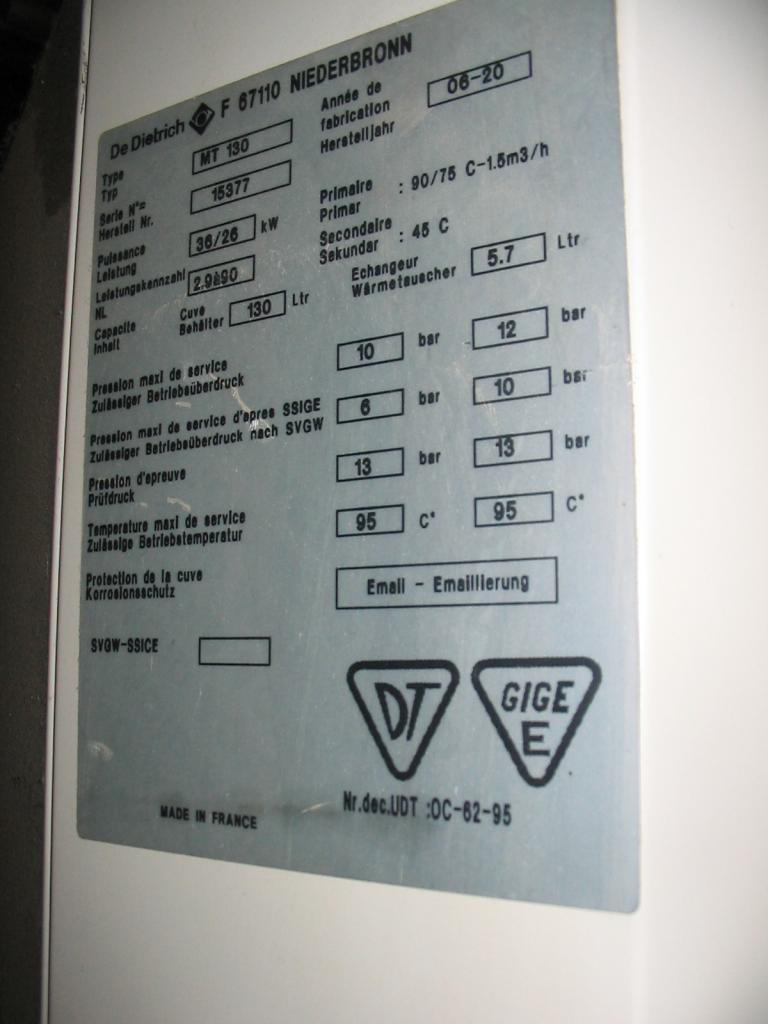 De Dietrich F 67110 NIEDERBRONN
Type
Typ
MT 130
Année de
fabrication
Herstelljahr
06-20
Serie N°=
Herstell Nr.
15377
Puissance
Leistung
36/26 kW
Primaire
Primar
: 90/75 C-1.5m3/h
Secondaire
Sekundar
: 45 C
Leistungskennzahl
NL
2.9à90
Echangeur
Wärmetauscher
5.7 Ltr
Capacite
Inhalt
Cuve
Behälter
130 Ltr
Pression maxi de service
Zulässiger Betriebsüberdruck
10 bar 12 bar
Pression maxi de service d'apres SSIGE
Zulässiger Betriebsüberdruck nach SVGW
6 bar 10 bar
Pression d'epreuve
Prüfdruck
13 bar 13 bar
Temperature maxi de service
Zulässige Betriebstemperatur
95 C° 95 C°
Protection de la cuve
Korrosionsschutz
Email - Emaillierung
SVGW-SSICE
DT
GIGE
E
Nr.dec.UDT :OC-62-95
MADE IN FRANCE